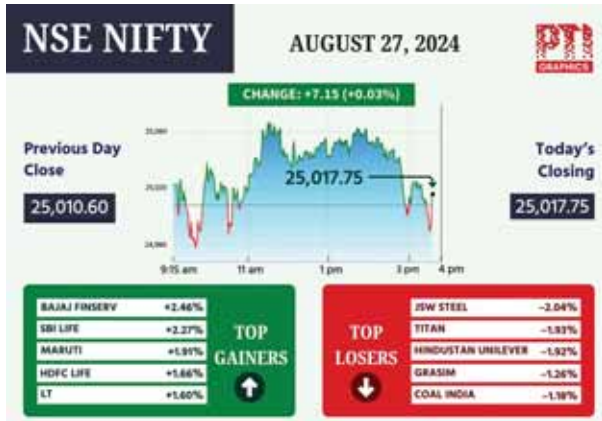 NSE NIFTY
AUGUST 27, 2024
PTI
GRAPHICS
CHANGE: +7.15 (+0.03%)
Previous Day
Close
25,010.60
25,017.75
Today's
Closing
25,017.75
9:15 am 11 am 1 pm 3 pm 4 pm
BAJAJ FINSERV +2.46%
SBI LIFE +2.27%
MARUTI +1.91%
HDFC LIFE +1.66%
LT +1.60%
TOP
GAINERS
TOP
LOSERS
JSW STEEL -2.04%
TITAN -1.93%
HINDUSTAN UNILEVER -1.92%
GRASIM -1.26%
COAL INDIA -1.18%